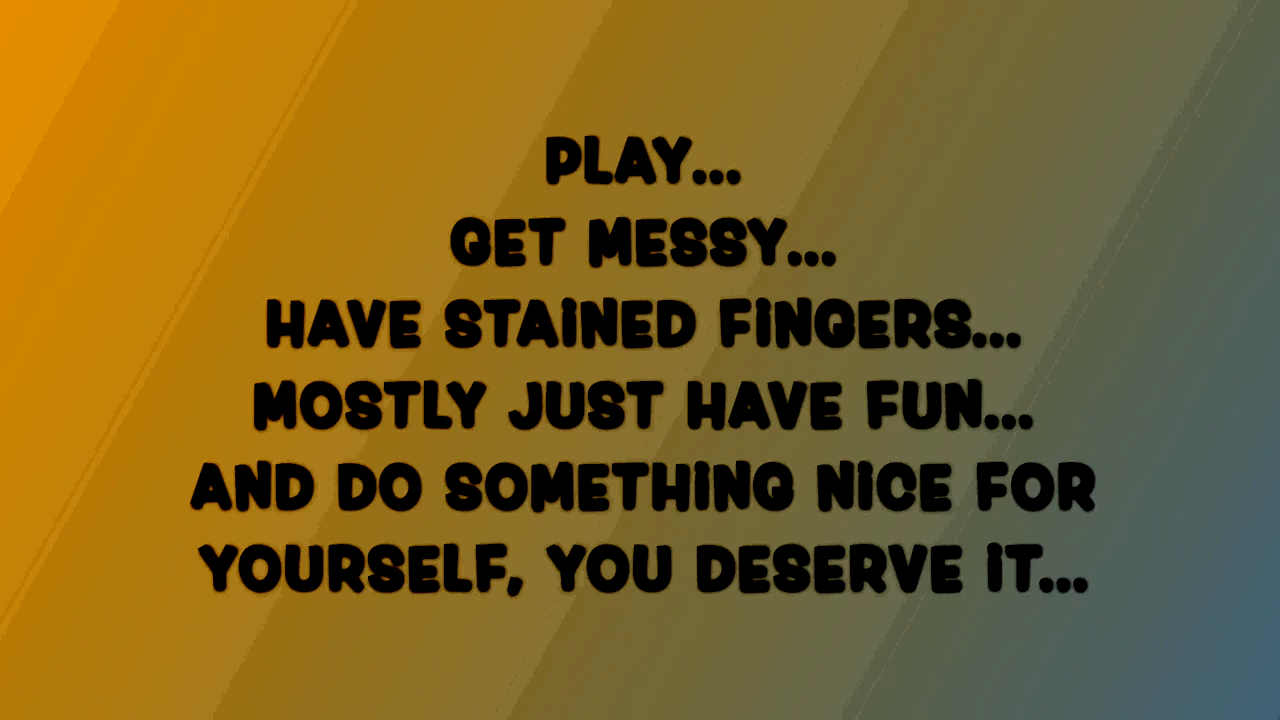 PLAY...
GET MESSY...
HAVE STAINED FINGERS...
MOSTLY JUST HAVE FUN...
AND DO SOMETHING NICE FOR
YOURSELF, YOU DESERVE IT...